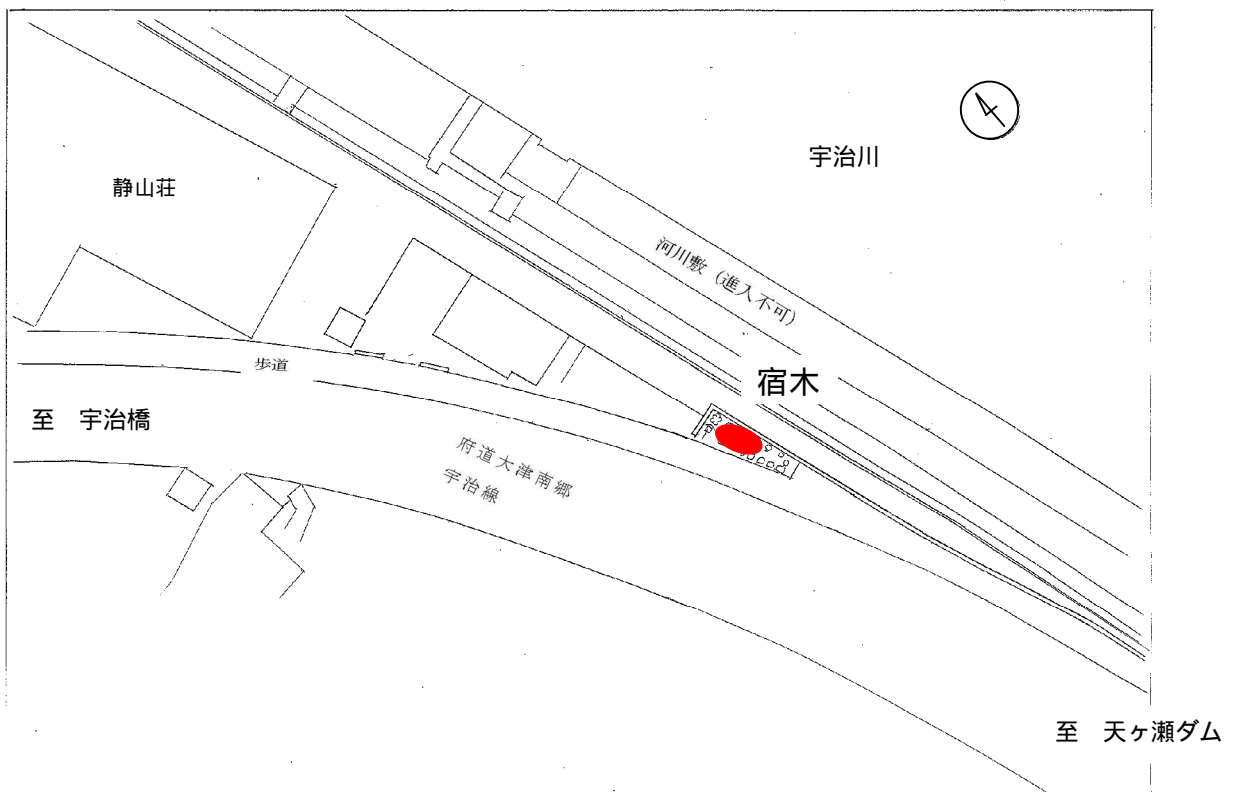 宇治川
静山荘
河川敷（進入不可）
歩道
宿木
至　宇治橋
府道大津南郷
宇治線
至　天ヶ瀬ダム